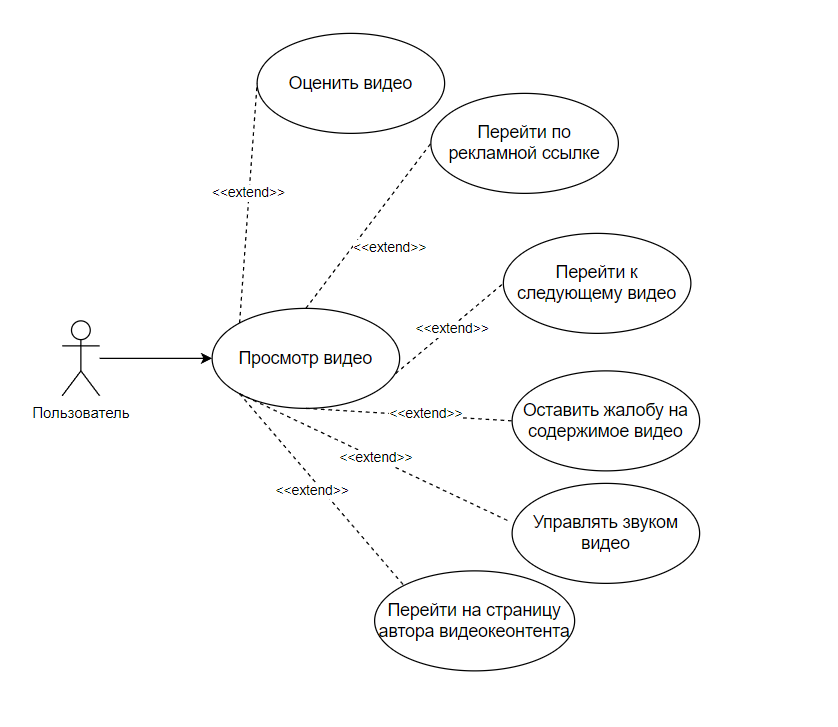 Оценить видео
Перейти по
рекламной ссылке
<<extend>>
<<extend>>
Перейти к
следующему видео
<<extend>>
Просмотр видео
Пользователь
Оставить жалобу на
содержимое видео
<<extend>>
<<extend>>
<<extend>>
Управлять звуком
видео
Перейти на страницу
автора видекеонтента